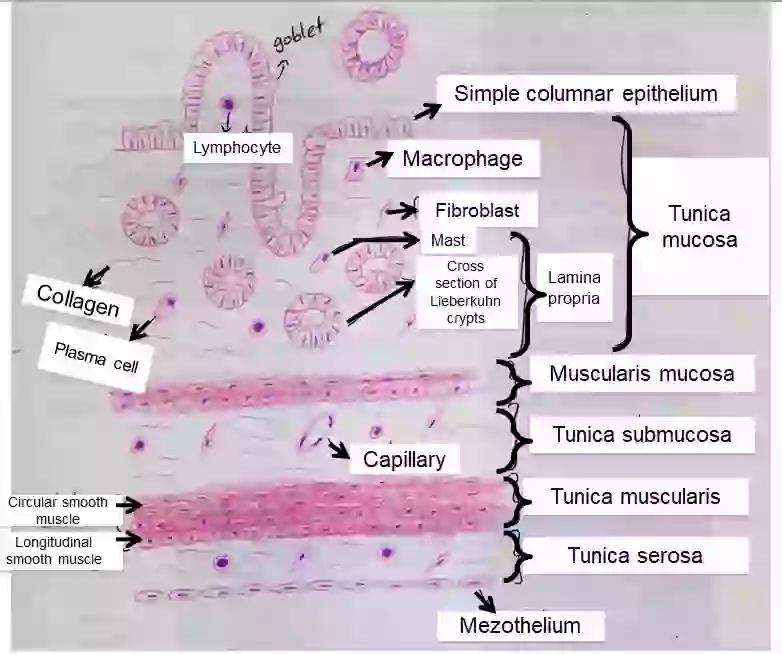 goblet
Simple columnar epithelium
Lymphocyte
Macrophage
Fibroblast
Tunica
mucosa
Mast
Cross
section of
Lieberkuhn
crypts
Lamina
propria
Collagen
Plasma cell
Muscularis mucosa
Tunica submucosa
Capillary
Circular smooth
muscle
Tunica muscularis
Longitudinal
smooth muscle
Tunica serosa
Mezothelium